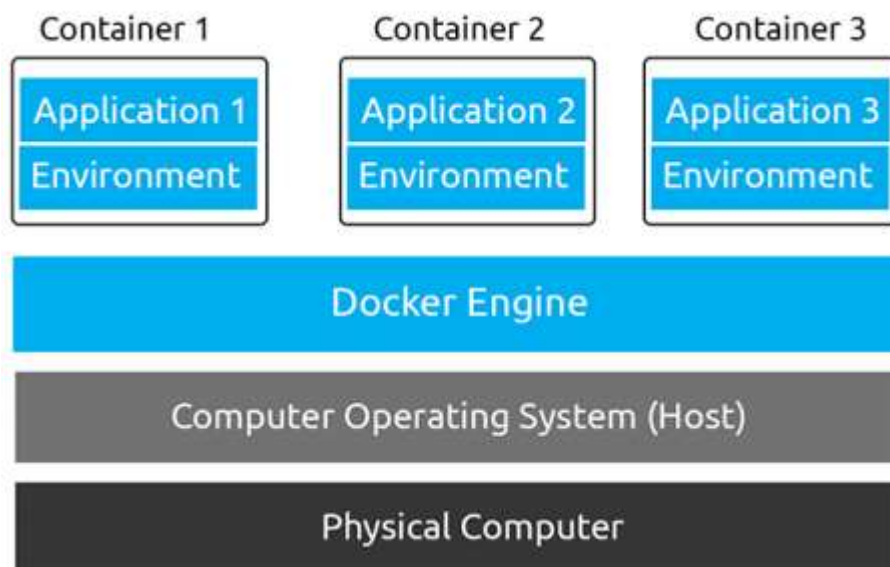 Container 1
Container 2
Container 3
Application 1
Application 2
Application 3
Environment
Environment
Environment
Docker Engine
Computer Operating System (Host)
Physical Computer